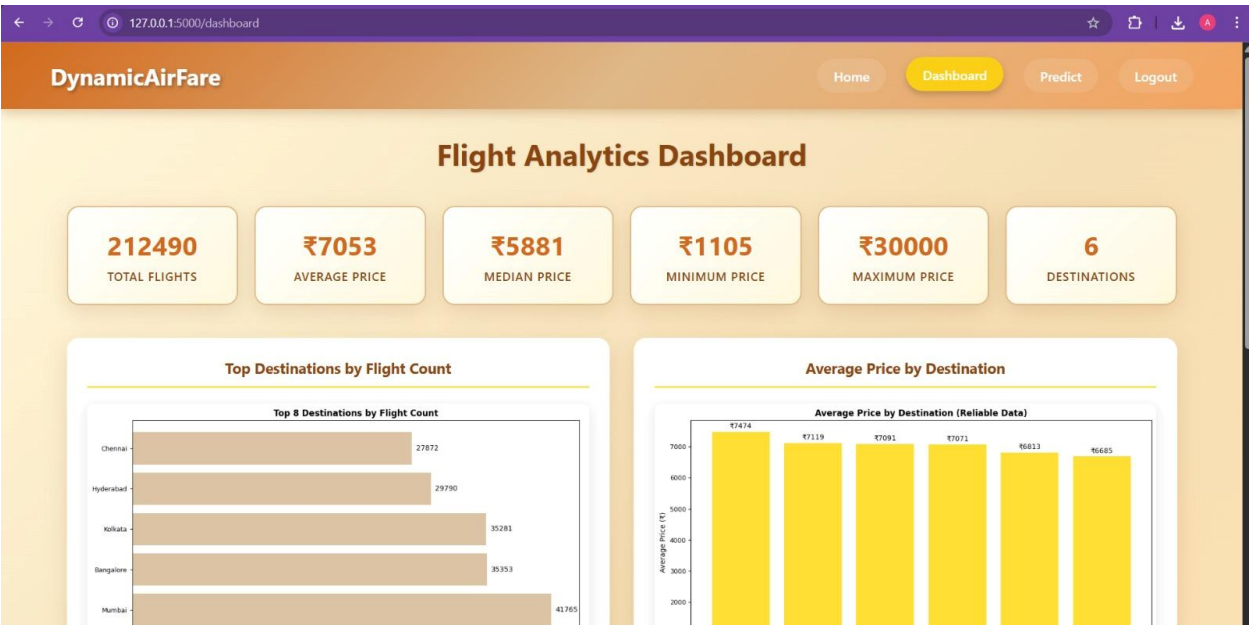 127.0.0.1:5000/dashboard
A
DynamicAirFare
Home
Dashboard
Predict
Logout
Flight Analytics Dashboard
212490
TOTAL FLIGHTS
₹7053
AVERAGE PRICE
₹5881
MEDIAN PRICE
₹1105
MINIMUM PRICE
₹30000
MAXIMUM PRICE
6
DESTINATIONS
Top Destinations by Flight Count
Top 8 Destinations by Flight Count
Chennai
27872
Hyderabad
29790
Kolkata
35281
Bangalore
35353
Mumbai
41765
Average Price by Destination
Average Price by Destination (Reliable Data)
Average Price (₹)
7000
6000
5000
4000
3000
2000
₹7474
₹7119
₹7091
₹7071
₹6813
₹6685